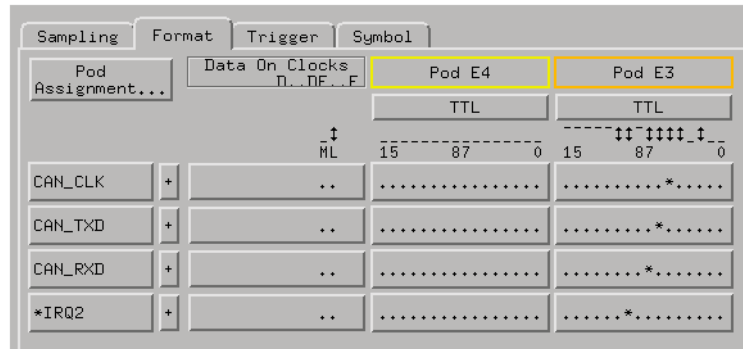 Sampling Format Trigger Symbol
Pod Assignment...
Data On Clocks
Pod E4
Pod E3
TTL
TTL
ML
15 87 0
15 87 0
CAN_CLK + .. ................ ..........*.....
CAN_TXD + .. ................ .........*......
CAN_RXD + .. ................ ........*.......
*IRQ2 + .. ................ ......*.........